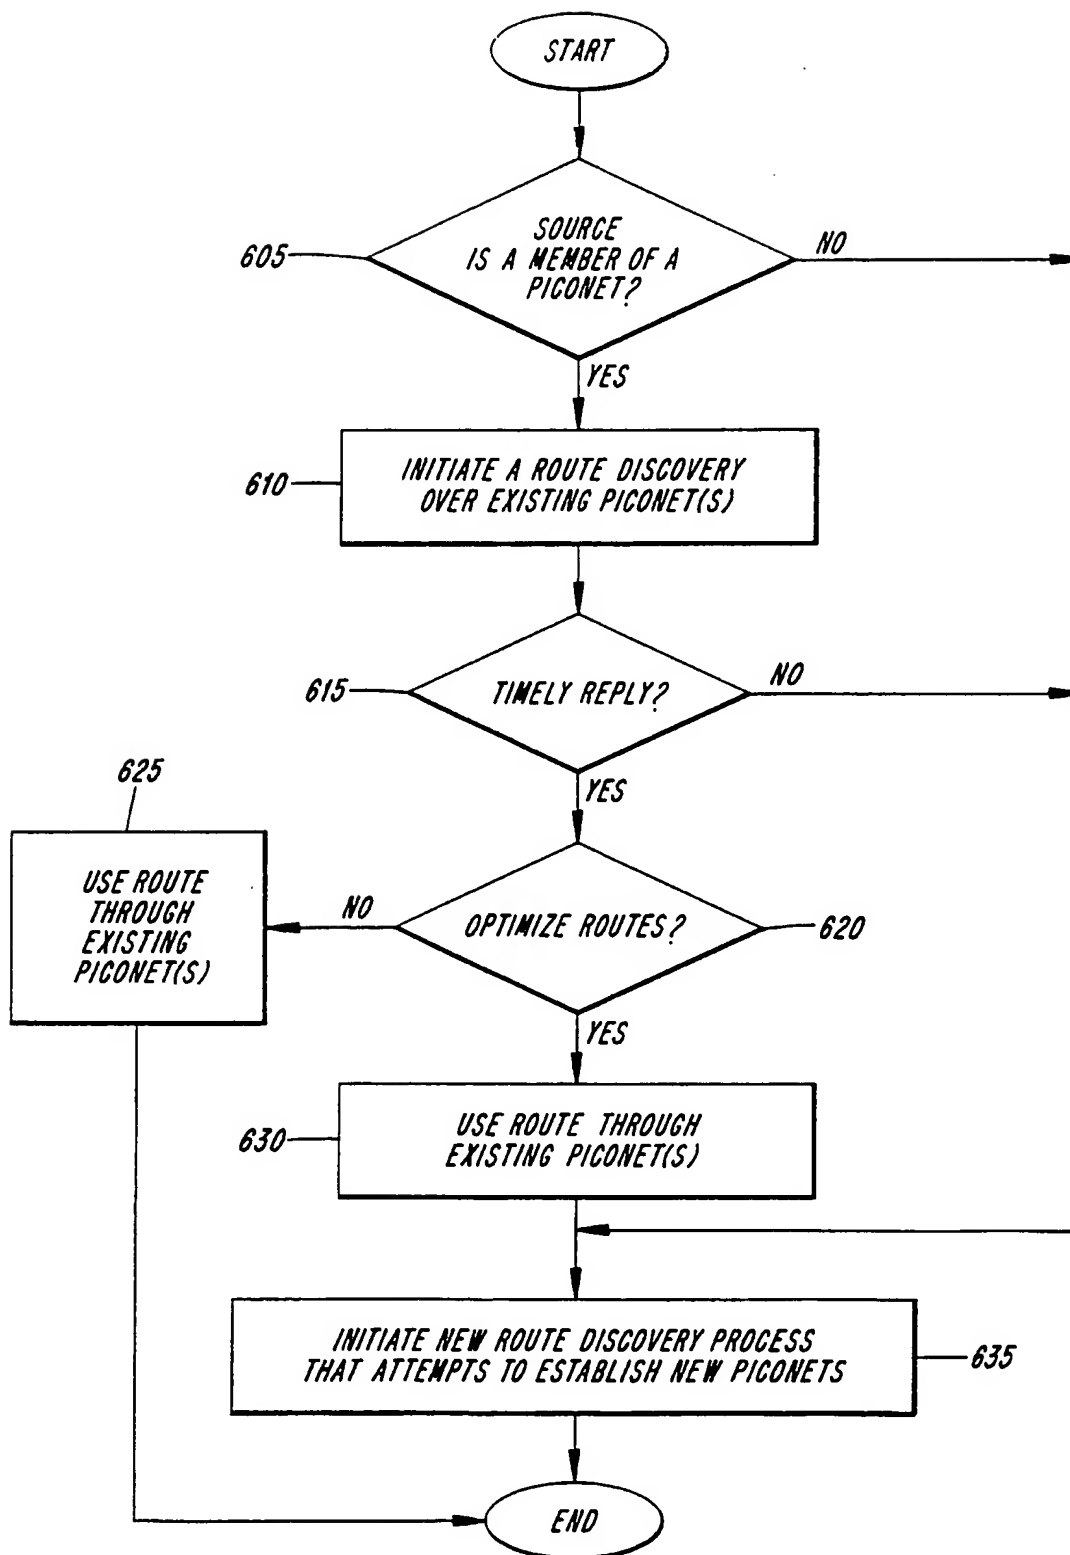 START
SOURCE
IS A MEMBER OF A
PICONET?
605
NO
YES
INITIATE A ROUTE DISCOVERY
OVER EXISTING PICONET(S)
610
TIMELY REPLY?
615
NO
YES
625
USE ROUTE
THROUGH
EXISTING
PICONET(S)
NO
OPTIMIZE ROUTES?
620
YES
USE ROUTE THROUGH
EXISTING PICONET(S)
630
INITIATE NEW ROUTE DISCOVERY PROCESS
THAT ATTEMPTS TO ESTABLISH NEW PICONETS
635
END